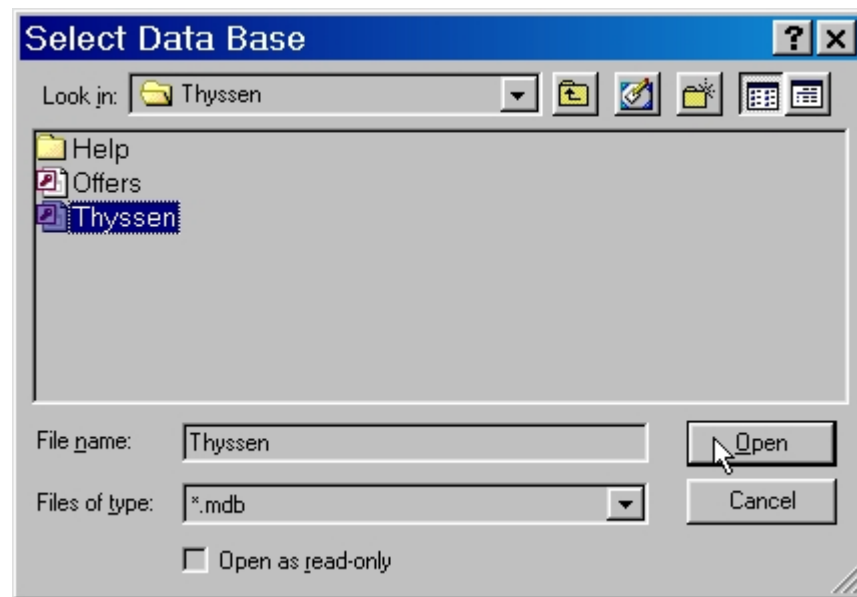 Select Data Base
Look in: Thyssen
Help
Offers
Thyssen
File name: Thyssen Open
Files of type: *.mdb Cancel
Open as read-only